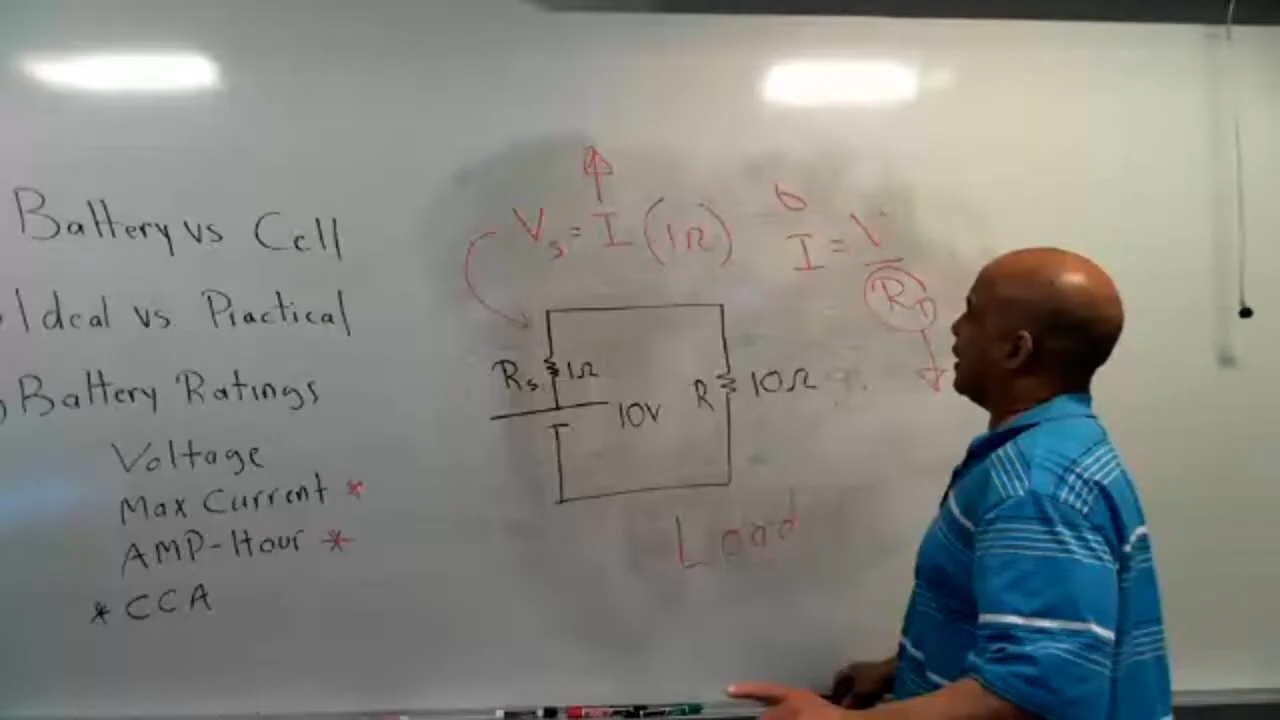 Battery vs Cell
Ideal vs Practical
Battery Ratings
Voltage
Max Current *
AMP-Hour *
* CCA
Vs = I (1Ω)
I = V
R
Rs 1Ω
10V
R 10Ω
Load